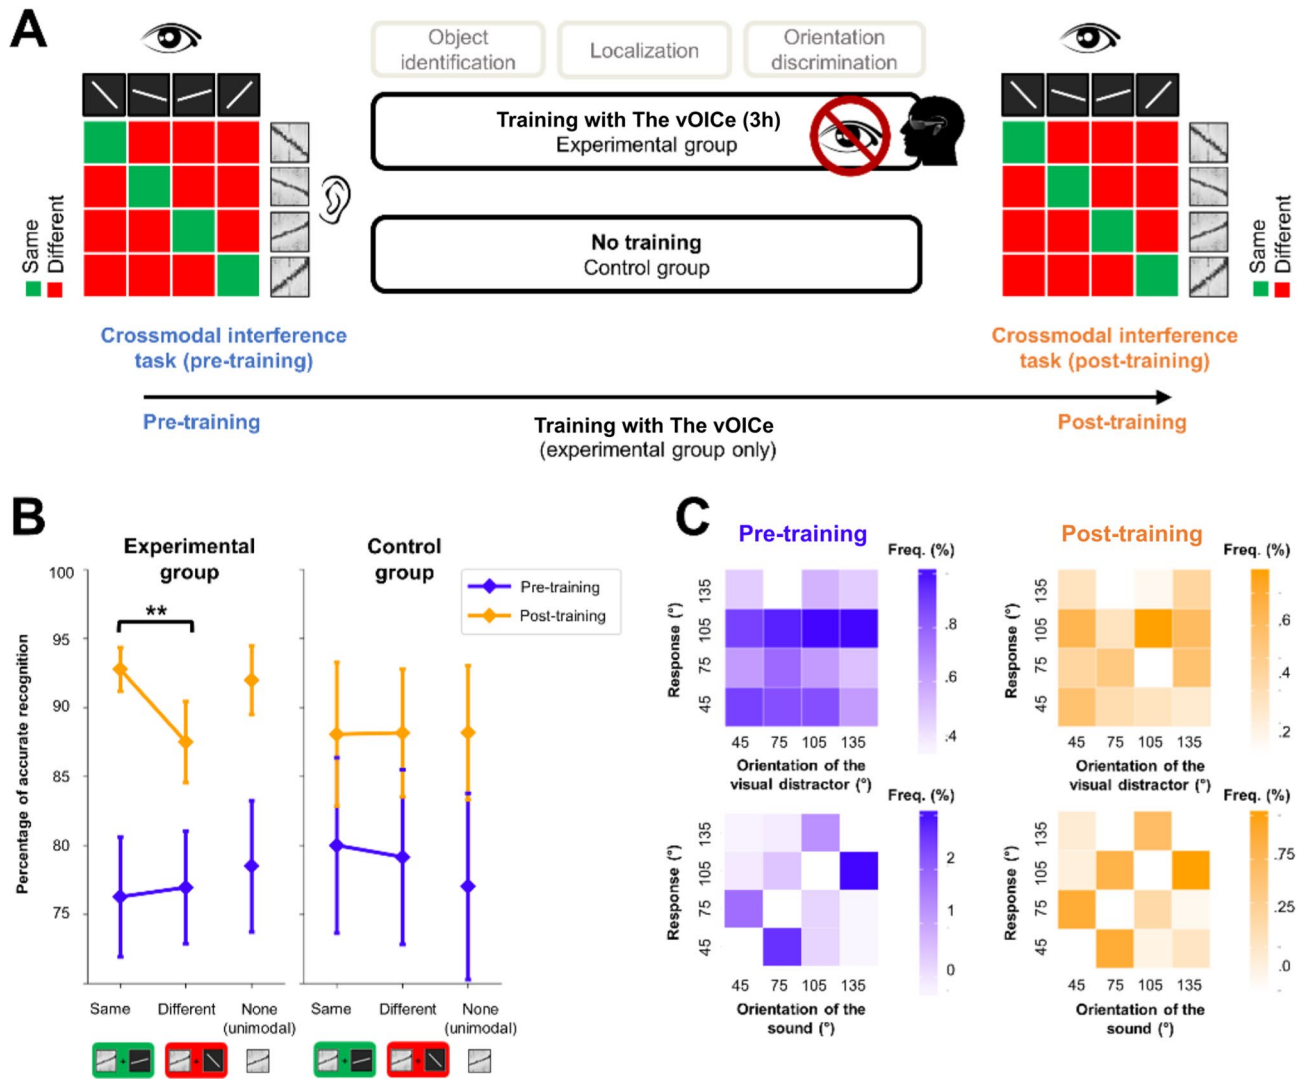 A
Object
identification
Localization
Orientation
discrimination
Training with The vOICe (3h)
Experimental group
No training
Control group
Same
Different
Same
Different
Crossmodal interference
task (pre-training)
Crossmodal interference
task (post-training)
Pre-training
Training with The vOICe
(experimental group only)
Post-training
B
Experimental
group
Control
group
Pre-training
Post-training
**
Percentage of accurate recognition
100
95
90
85
80
75
Same
Different
None
(unimodal)
Same
Different
None
(unimodal)
+
+
+
+
C
Pre-training
Freq. (%)
Response (°)
135
105
75
45
.8
.6
.4
45 75 105 135
Orientation of the
visual distractor (°)
Post-training
Freq. (%)
Response (°)
135
105
75
45
.6
.4
.2
45 75 105 135
Orientation of the
visual distractor (°)
Freq. (%)
Response (°)
135
105
75
45
2
1
0
45 75 105 135
Orientation of the
sound (°)
Freq. (%)
Response (°)
135
105
75
45
.75
.25
.0
45 75 105 135
Orientation of the
sound (°)